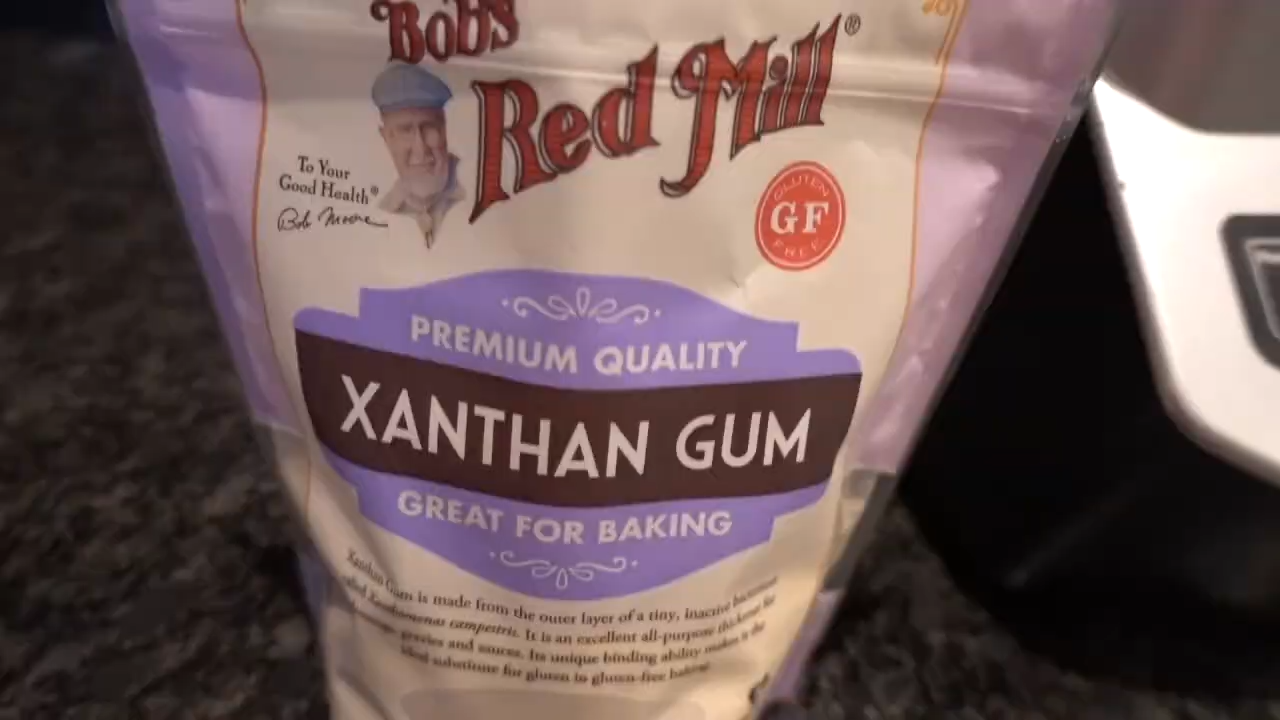 Bob's
Red Mill®
To Your
Good Health®
Bob Moore
GLUTEN
GF
FREE
PREMIUM QUALITY
XANTHAN GUM
GREAT FOR BAKING
Xanthan Gum is made from the outer layer of a tiny, inactive bacterium
called Xanthomonas campestris. It is an excellent all-purpose thickener for
gravies and sauces. Its unique binding ability makes it the
ideal substitute for gluten in gluten-free baking.